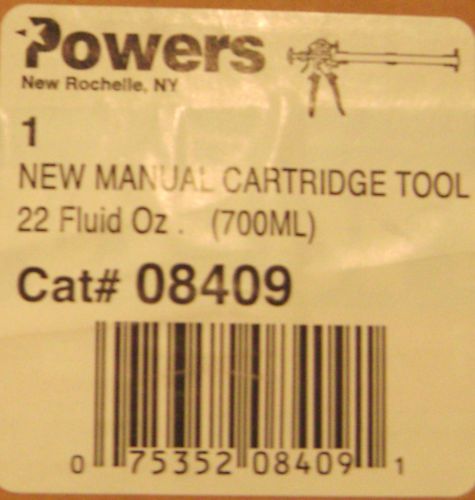 Powers
New Rochelle, NY
1
NEW MANUAL CARTRIDGE TOOL
22 Fluid Oz . (700ML)
Cat# 08409
0 75352 08409 1